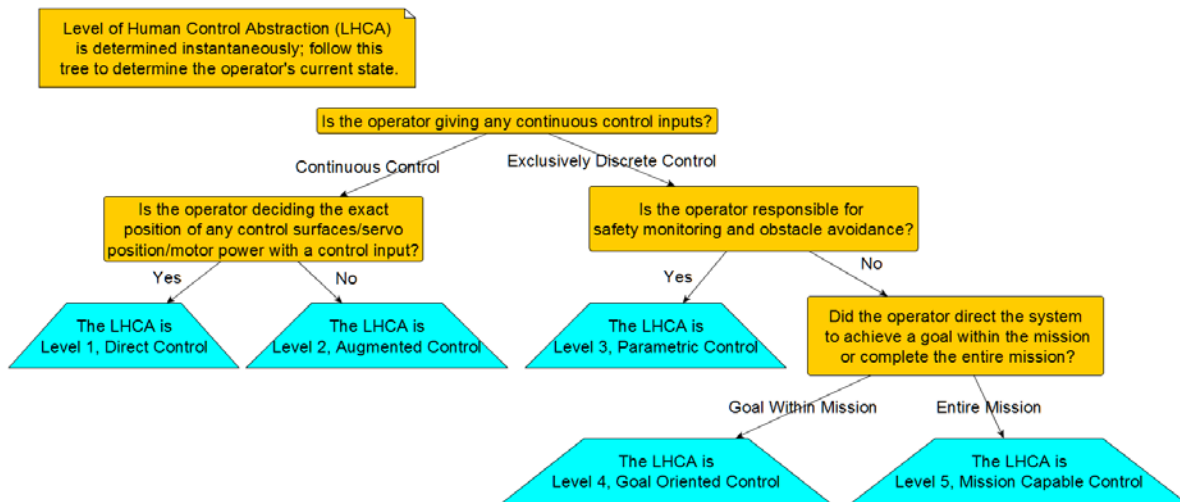 Level of Human Control Abstraction (LHCA)
is determined instantaneously; follow this
tree to determine the operator's current state.
Is the operator giving any continuous control inputs?
Continuous Control
Exclusively Discrete Control
Is the operator deciding the exact
position of any control surfaces/servo
position/motor power with a control input?
Is the operator responsible for
safety monitoring and obstacle avoidance?
Yes
No
Yes
No
The LHCA is
Level 1, Direct Control
The LHCA is
Level 2, Augmented Control
The LHCA is
Level 3, Parametric Control
Did the operator direct the system
to achieve a goal within the mission
or complete the entire mission?
Goal Within Mission
Entire Mission
The LHCA is
Level 4, Goal Oriented Control
The LHCA is
Level 5, Mission Capable Control